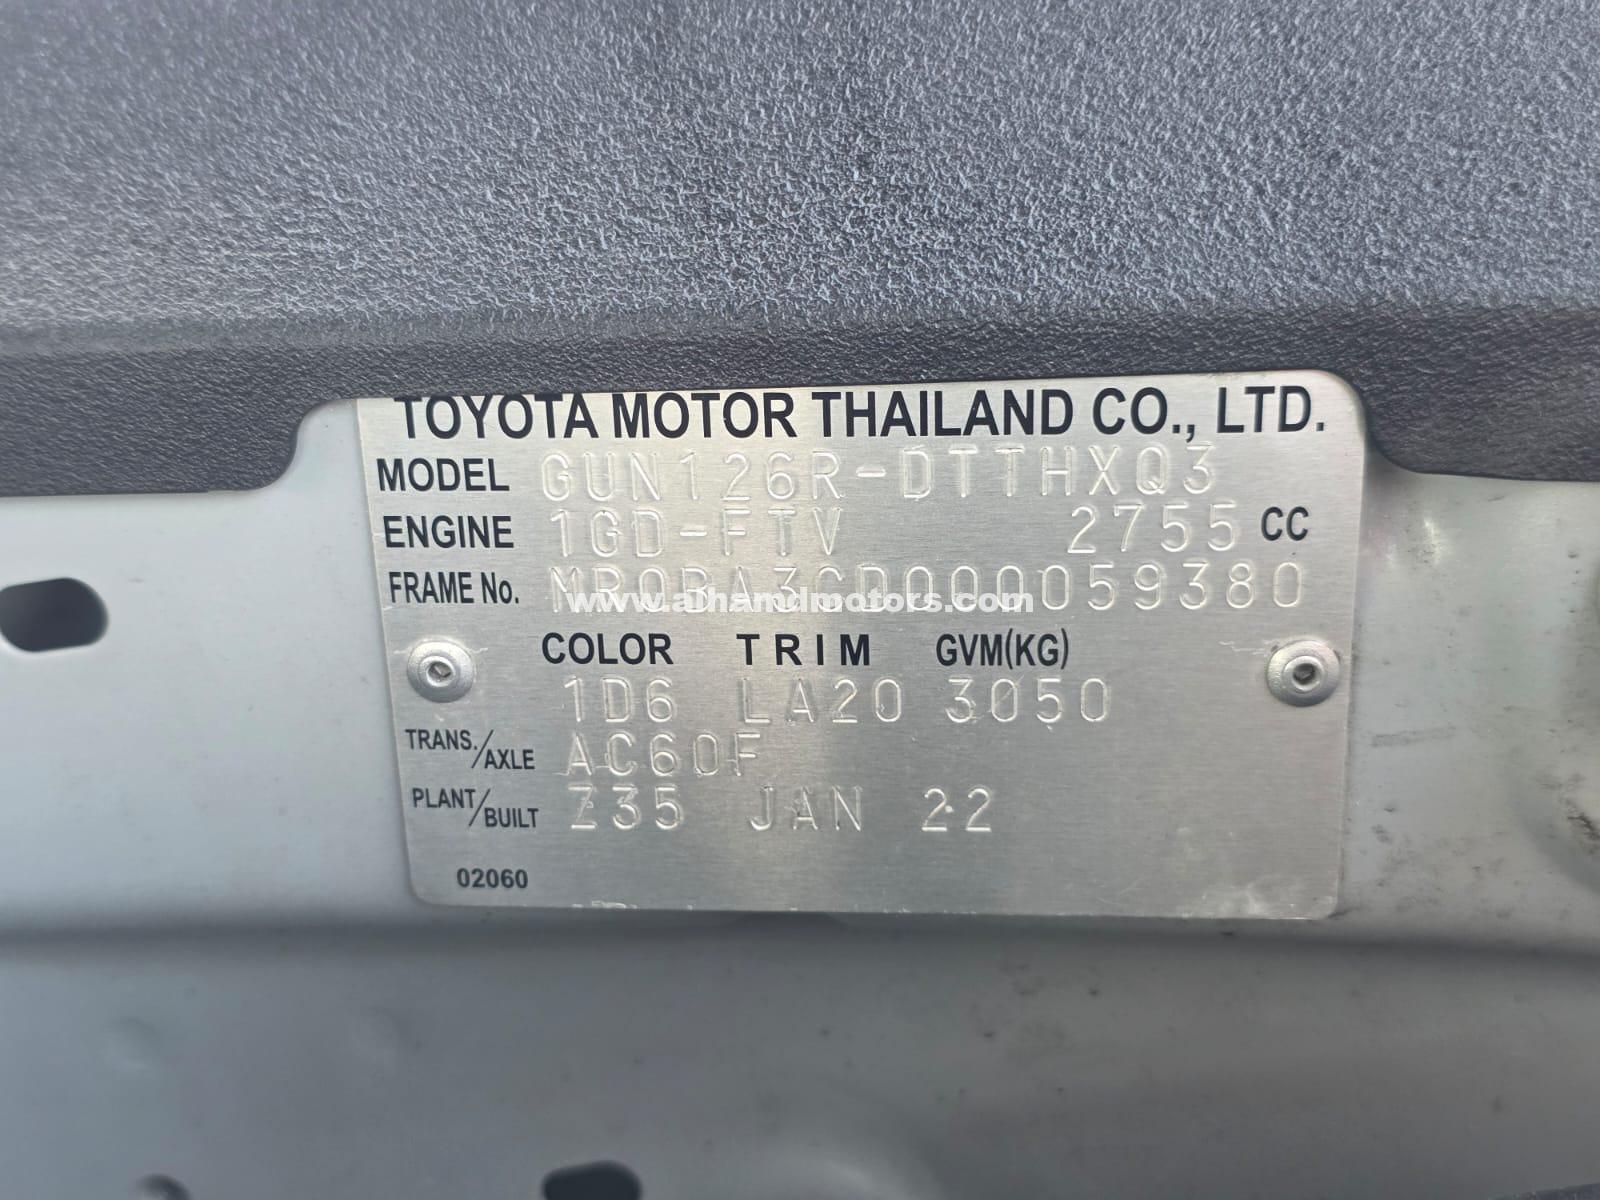 TOYOTA MOTOR THAILAND CO., LTD.
MODEL GUN126R-DTTHXQ3
ENGINE 1GD-FTV 2755 CC
FRAME No. MR0BA3CD000059380
www.alhamdmotors.com
COLOR TRIM GVM(KG)
1D6 LA20 3050
TRANS./AXLE AC60F
PLANT/BUILT Z35 JAN 22
02060